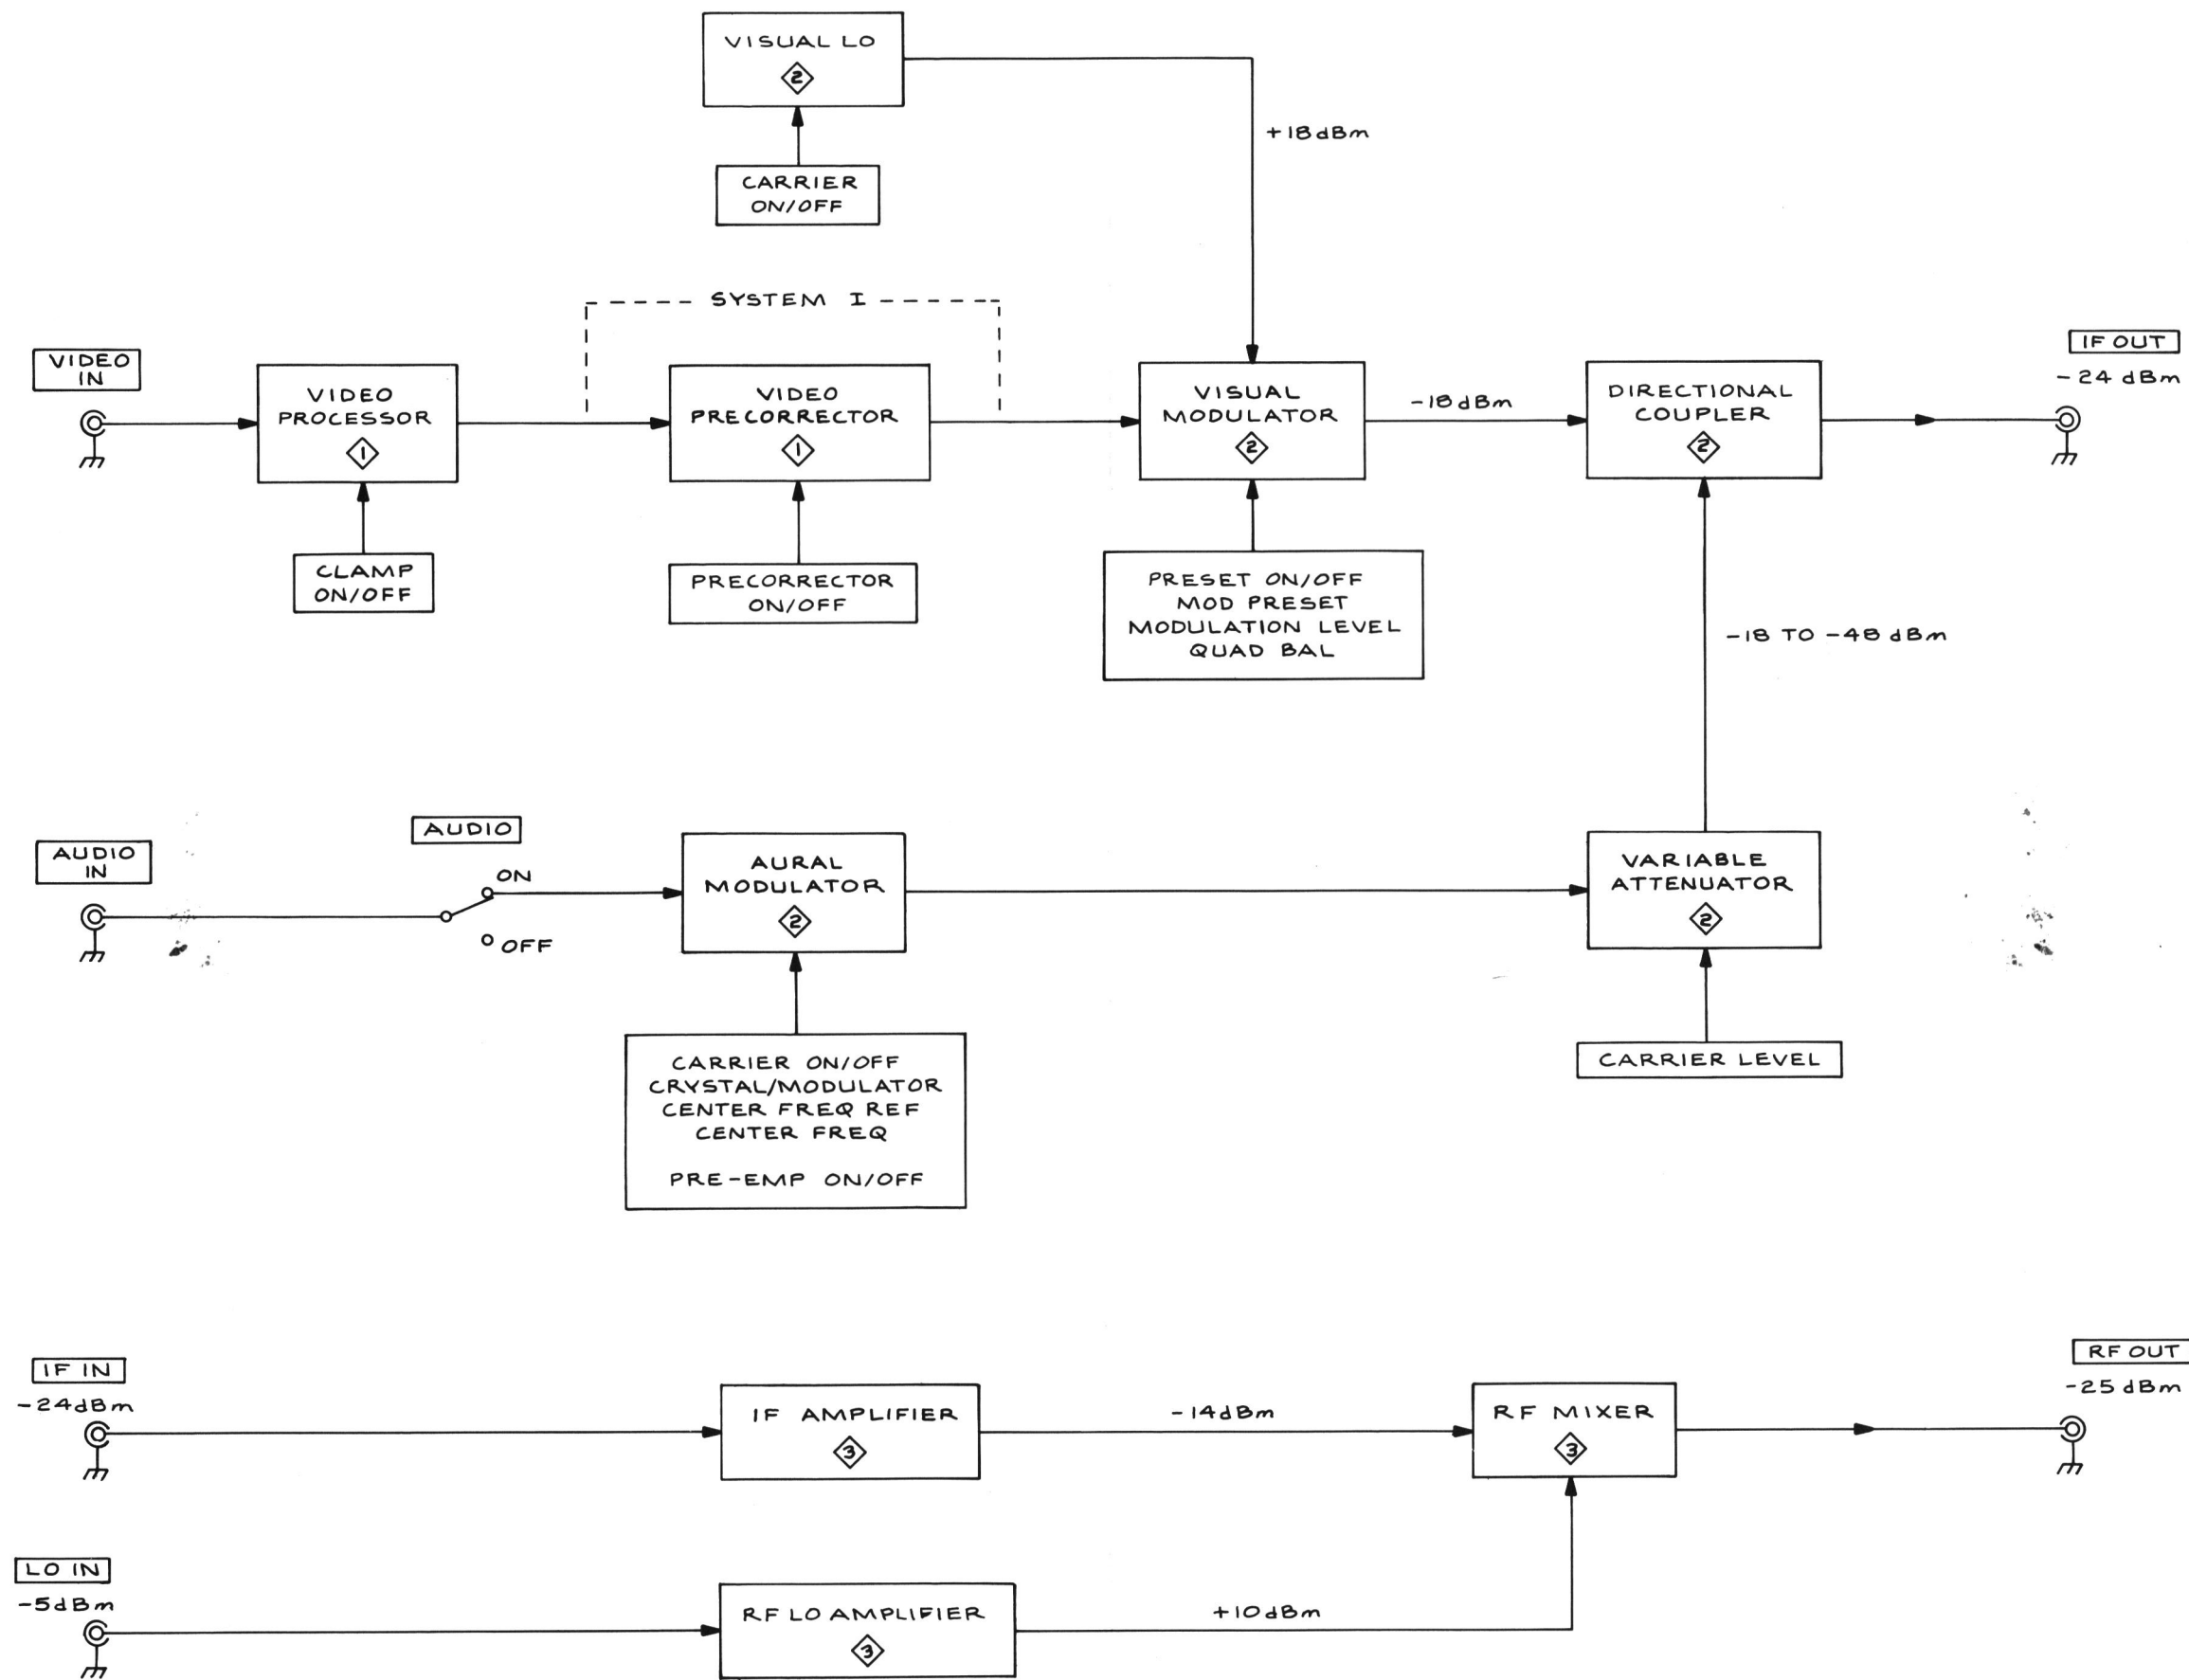 VISUAL LO
2
+18dBm
CARRIER
ON/OFF
SYSTEM I
VIDEO
IN
VIDEO
PROCESSOR
1
VIDEO
PRECORRECTOR
1
VISUAL
MODULATOR
2
-18dBm
DIRECTIONAL
COUPLER
2
IF OUT
-24 dBm
CLAMP
ON/OFF
PRECORRECTOR
ON/OFF
PRESET ON/OFF
MOD PRESET
MODULATION LEVEL
QUAD BAL
-18 TO -48 dBm
AUDIO
IN
AUDIO
ON
OFF
AURAL
MODULATOR
2
VARIABLE
ATTENUATOR
2
CARRIER ON/OFF
CRYSTAL/MODULATOR
CENTER FREQ REF
CENTER FREQ
PRE-EMP ON/OFF
CARRIER LEVEL
IF IN
-24dBm
IF AMPLIFIER
3
-14dBm
RF MIXER
3
RF OUT
-25 dBm
LO IN
-5dBm
RF LO AMPLIFIER
3
+10dBm